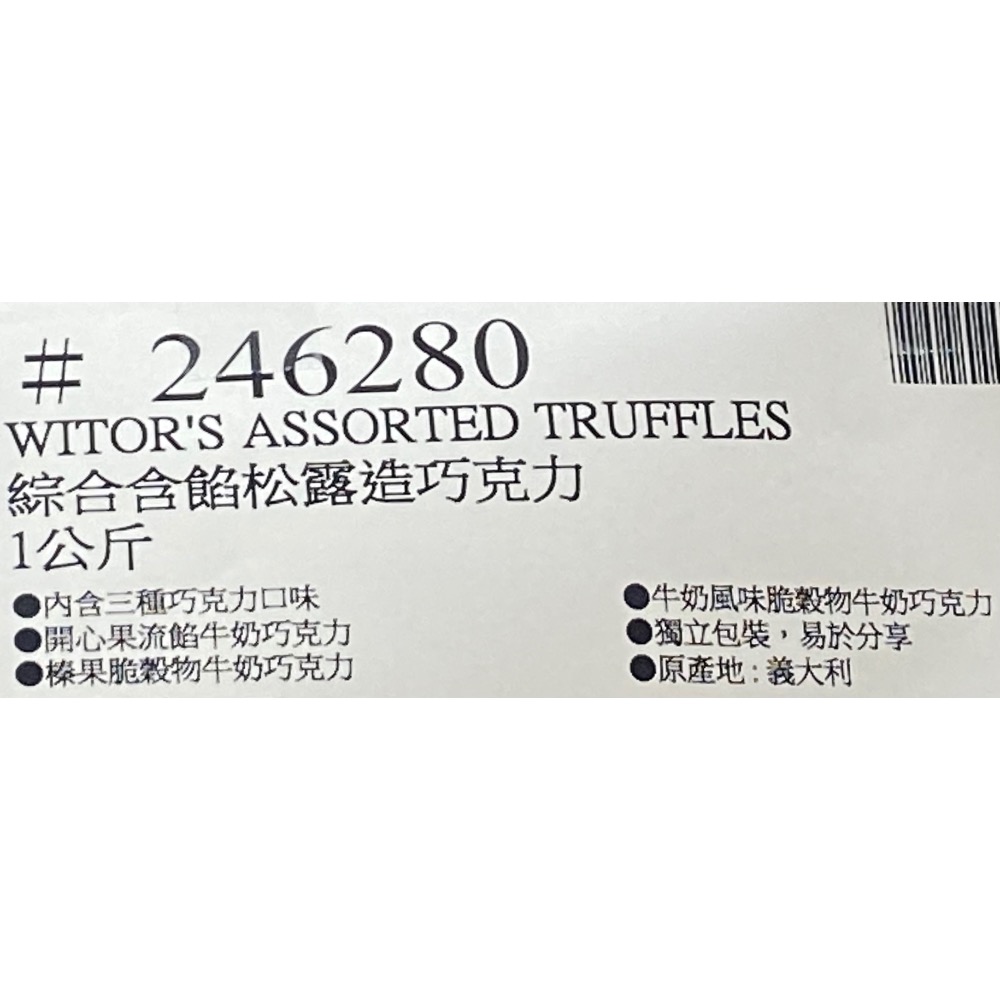 # 246280
WITOR'S ASSORTED TRUFFLES
綜合含餡松露造巧克力
1公斤
●內含三種巧克力口味
●開心果流餡牛奶巧克力
●榛果脆穀物牛奶巧克力
●牛奶風味脆穀物牛奶巧克力
●獨立包裝，易於分享
●原產地:義大利